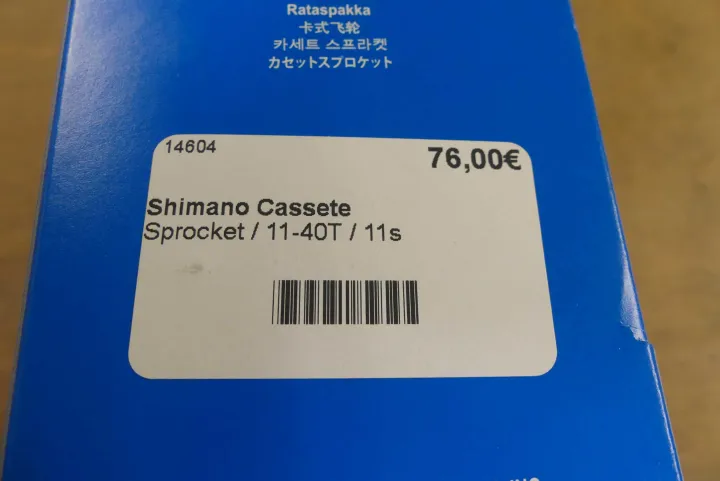 Rataspakka
卡式飞轮
카세트 스프라켓
カセットスプロケット
14604
76,00€
Shimano Cassete
Sprocket / 11-40T / 11s